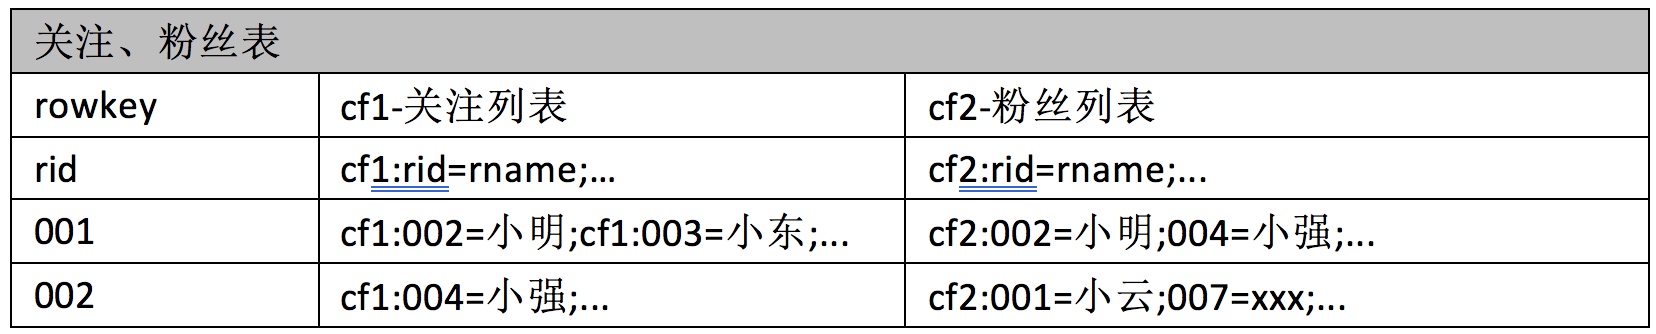 关注、粉丝表
rowkey cf1-关注列表 cf2-粉丝列表
rid cf1:rid=rname;... cf2:rid=rname;...
001 cf1:002=小明;cf1:003=小东;... cf2:002=小明;004=小强;...
002 cf1:004=小强;... cf2:001=小云;007=xxx;...